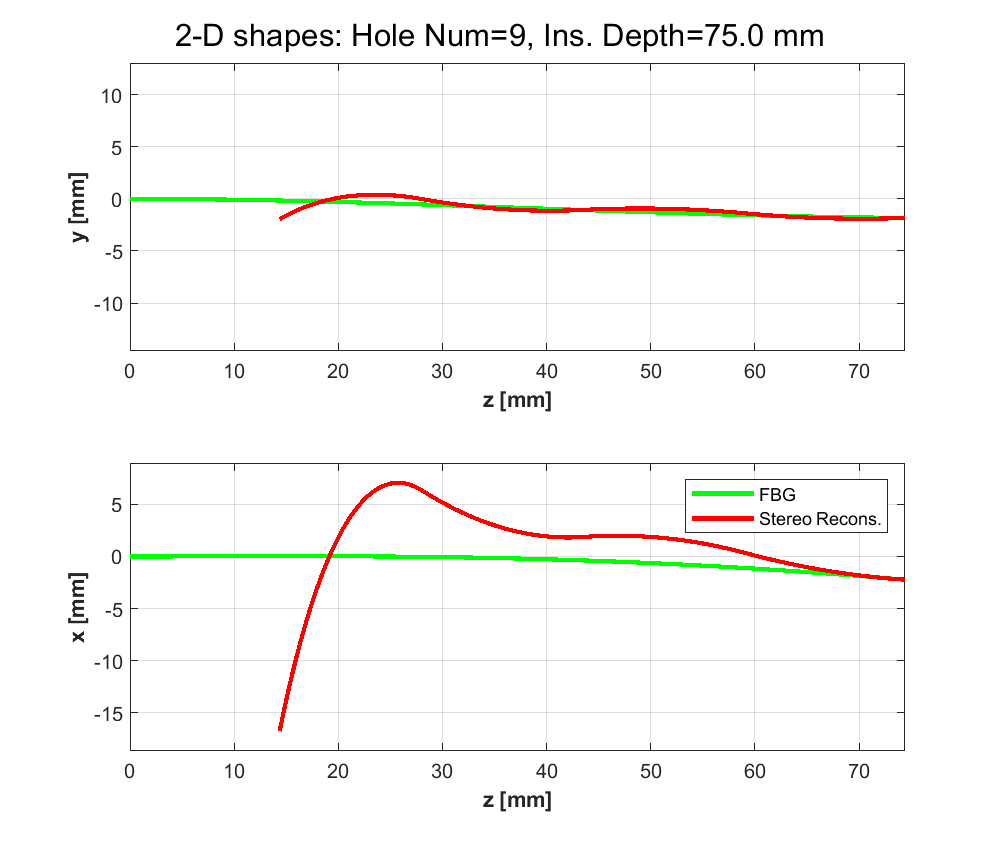 2-D shapes: Hole Num=9, Ins. Depth=75.0 mm
10
5
0
-5
-10
y [mm]
0 10 20 30 40 50 60 70
z [mm]
5
0
-5
-10
-15
x [mm]
FBG
Stereo Recons.
0 10 20 30 40 50 60 70
z [mm]